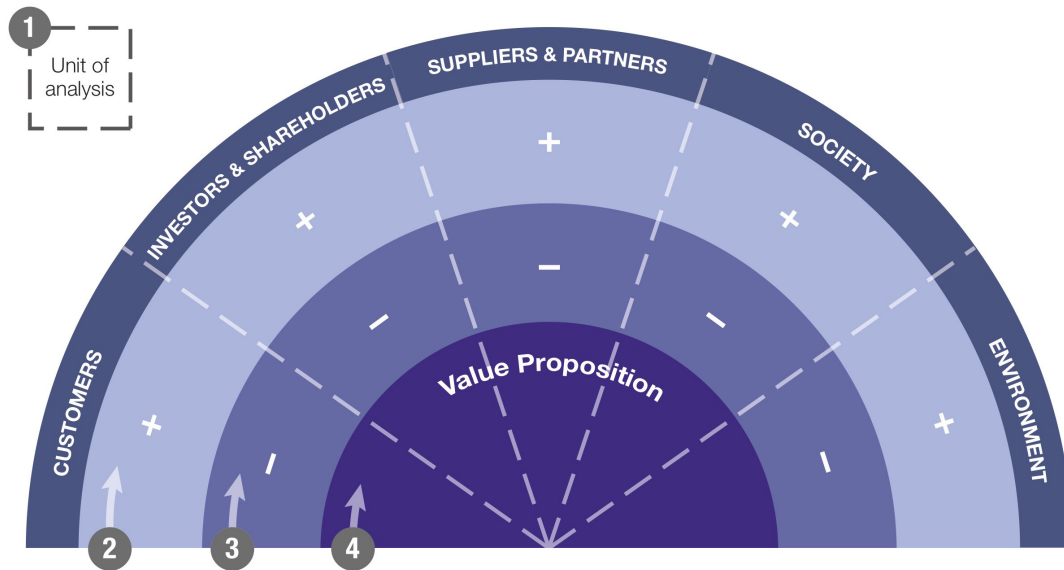 1
Unit of
analysis
CUSTOMERS
INVESTORS & SHAREHOLDERS
SUPPLIERS & PARTNERS
SOCIETY
ENVIRONMENT
+
+
+
+
+
−
−
−
−
−
Value Proposition
2
3
4